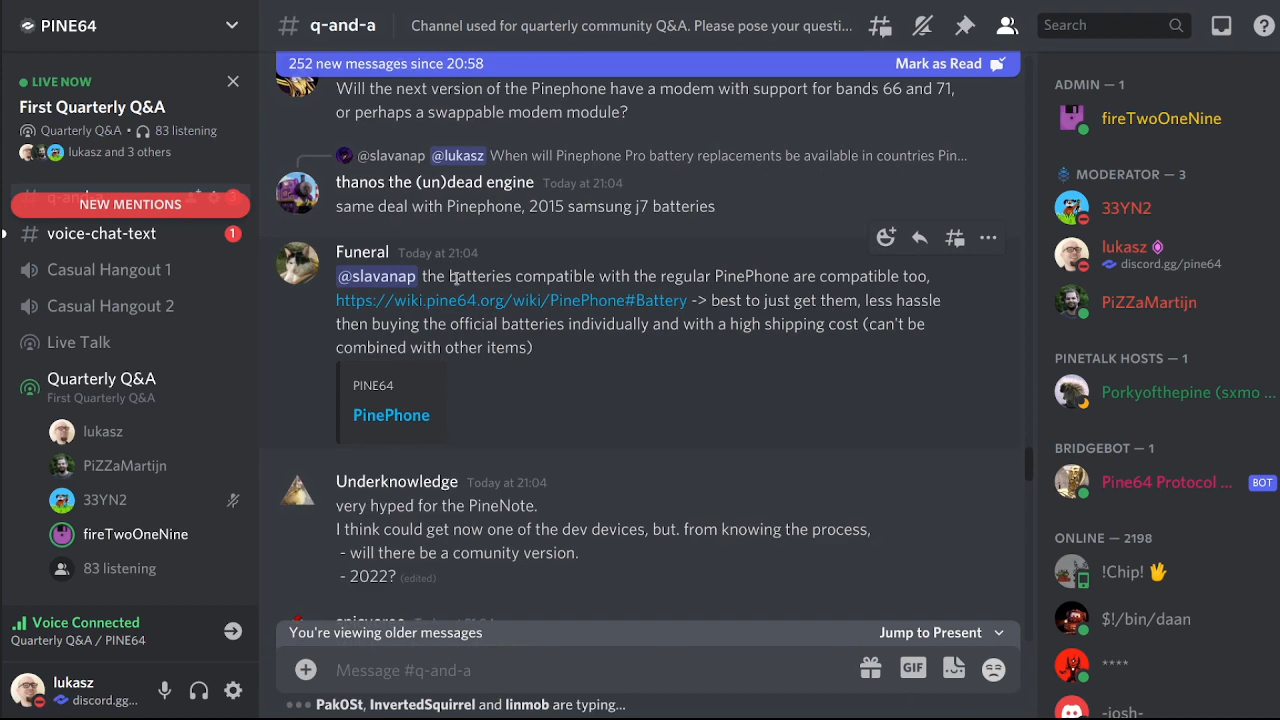 PINE64
LIVE NOW
First Quarterly Q&A
Quarterly Q&A • 83 listening
lukasz and 3 others
NEW MENTIONS
# voice-chat-text 1
Casual Hangout 1
Casual Hangout 2
Live Talk
Quarterly Q&A
First Quarterly Q&A
lukasz
PiZZaMartijn
33YN2
fireTwoOneNine
83 listening
Voice Connected
Quarterly Q&A / PINE64
lukasz
discord.gg...
# q-and-a
Channel used for quarterly community Q&A. Please pose your questi...
Search
252 new messages since 20:58 Mark as Read
Will the next version of the Pinephone have a modem with support for bands 66 and 71,
or perhaps a swappable modem module?
@slavanap @lukasz When will Pinephone Pro battery replacements be available in countries Pin...
thanos the (un)dead engine Today at 21:04
same deal with Pinephone, 2015 samsung j7 batteries
Funeral Today at 21:04
@slavanap the batteries compatible with the regular PinePhone are compatible too,
https://wiki.pine64.org/wiki/PinePhone#Battery -> best to just get them, less hassle
then buying the official batteries individually and with a high shipping cost (can't be
combined with other items)
PINE64
PinePhone
Underknowledge Today at 21:04
very hyped for the PineNote.
I think could get now one of the dev devices, but. from knowing the process,
- will there be a comunity version.
- 2022? (edited)
You're viewing older messages Jump to Present
Message #q-and-a
GIF
PakOSt, InvertedSquirrel and linmob are typing...
ADMIN — 1
fireTwoOneNine
MODERATOR — 3
33YN2
lukasz
discord.gg/pine64
PiZZaMartijn
PINETALK HOSTS — 1
Porkyofthepine (sxmo ...
BRIDGEBOT — 1
Pine64 Protocol ... BOT
ONLINE — 2198
!Chip! 🖖
$!/bin/daan
****
-josh-